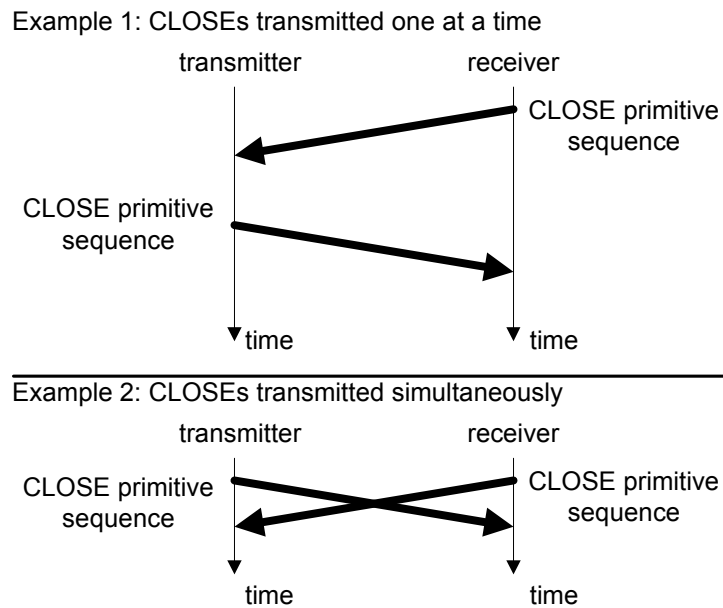 Example 1: CLOSEs transmitted one at a time
transmitter
receiver
CLOSE primitive
sequence
CLOSE primitive
sequence
time
time
Example 2: CLOSEs transmitted simultaneously
transmitter
receiver
CLOSE primitive
sequence
CLOSE primitive
sequence
time
time